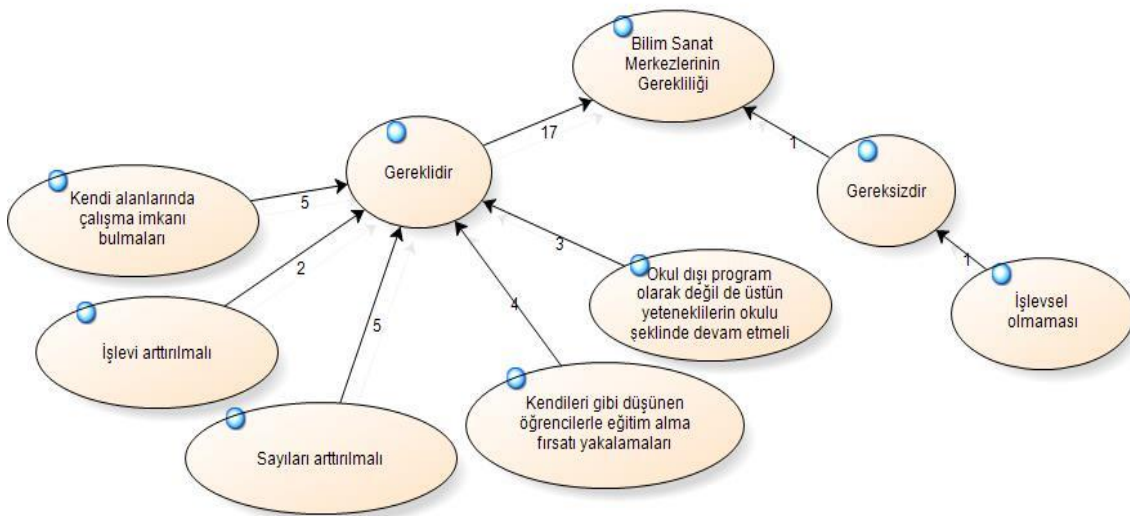 Bilim Sanat
Merkezlerinin
Gerekliliği
17
1
Gereklidir
Gereksizdir
Kendi alanlarında
çalışma imkanı
bulmaları
5
2
5
4
3
1
Okul dışı program
olarak değil de üstün
yeteneklilerin okulu
şeklinde devam etmeli
İşlevsel
olmaması
İşlevi arttırılmalı
Kendileri gibi düşünen
öğrencilerle eğitim alma
fırsatı yakalamaları
Sayıları arttırılmalı